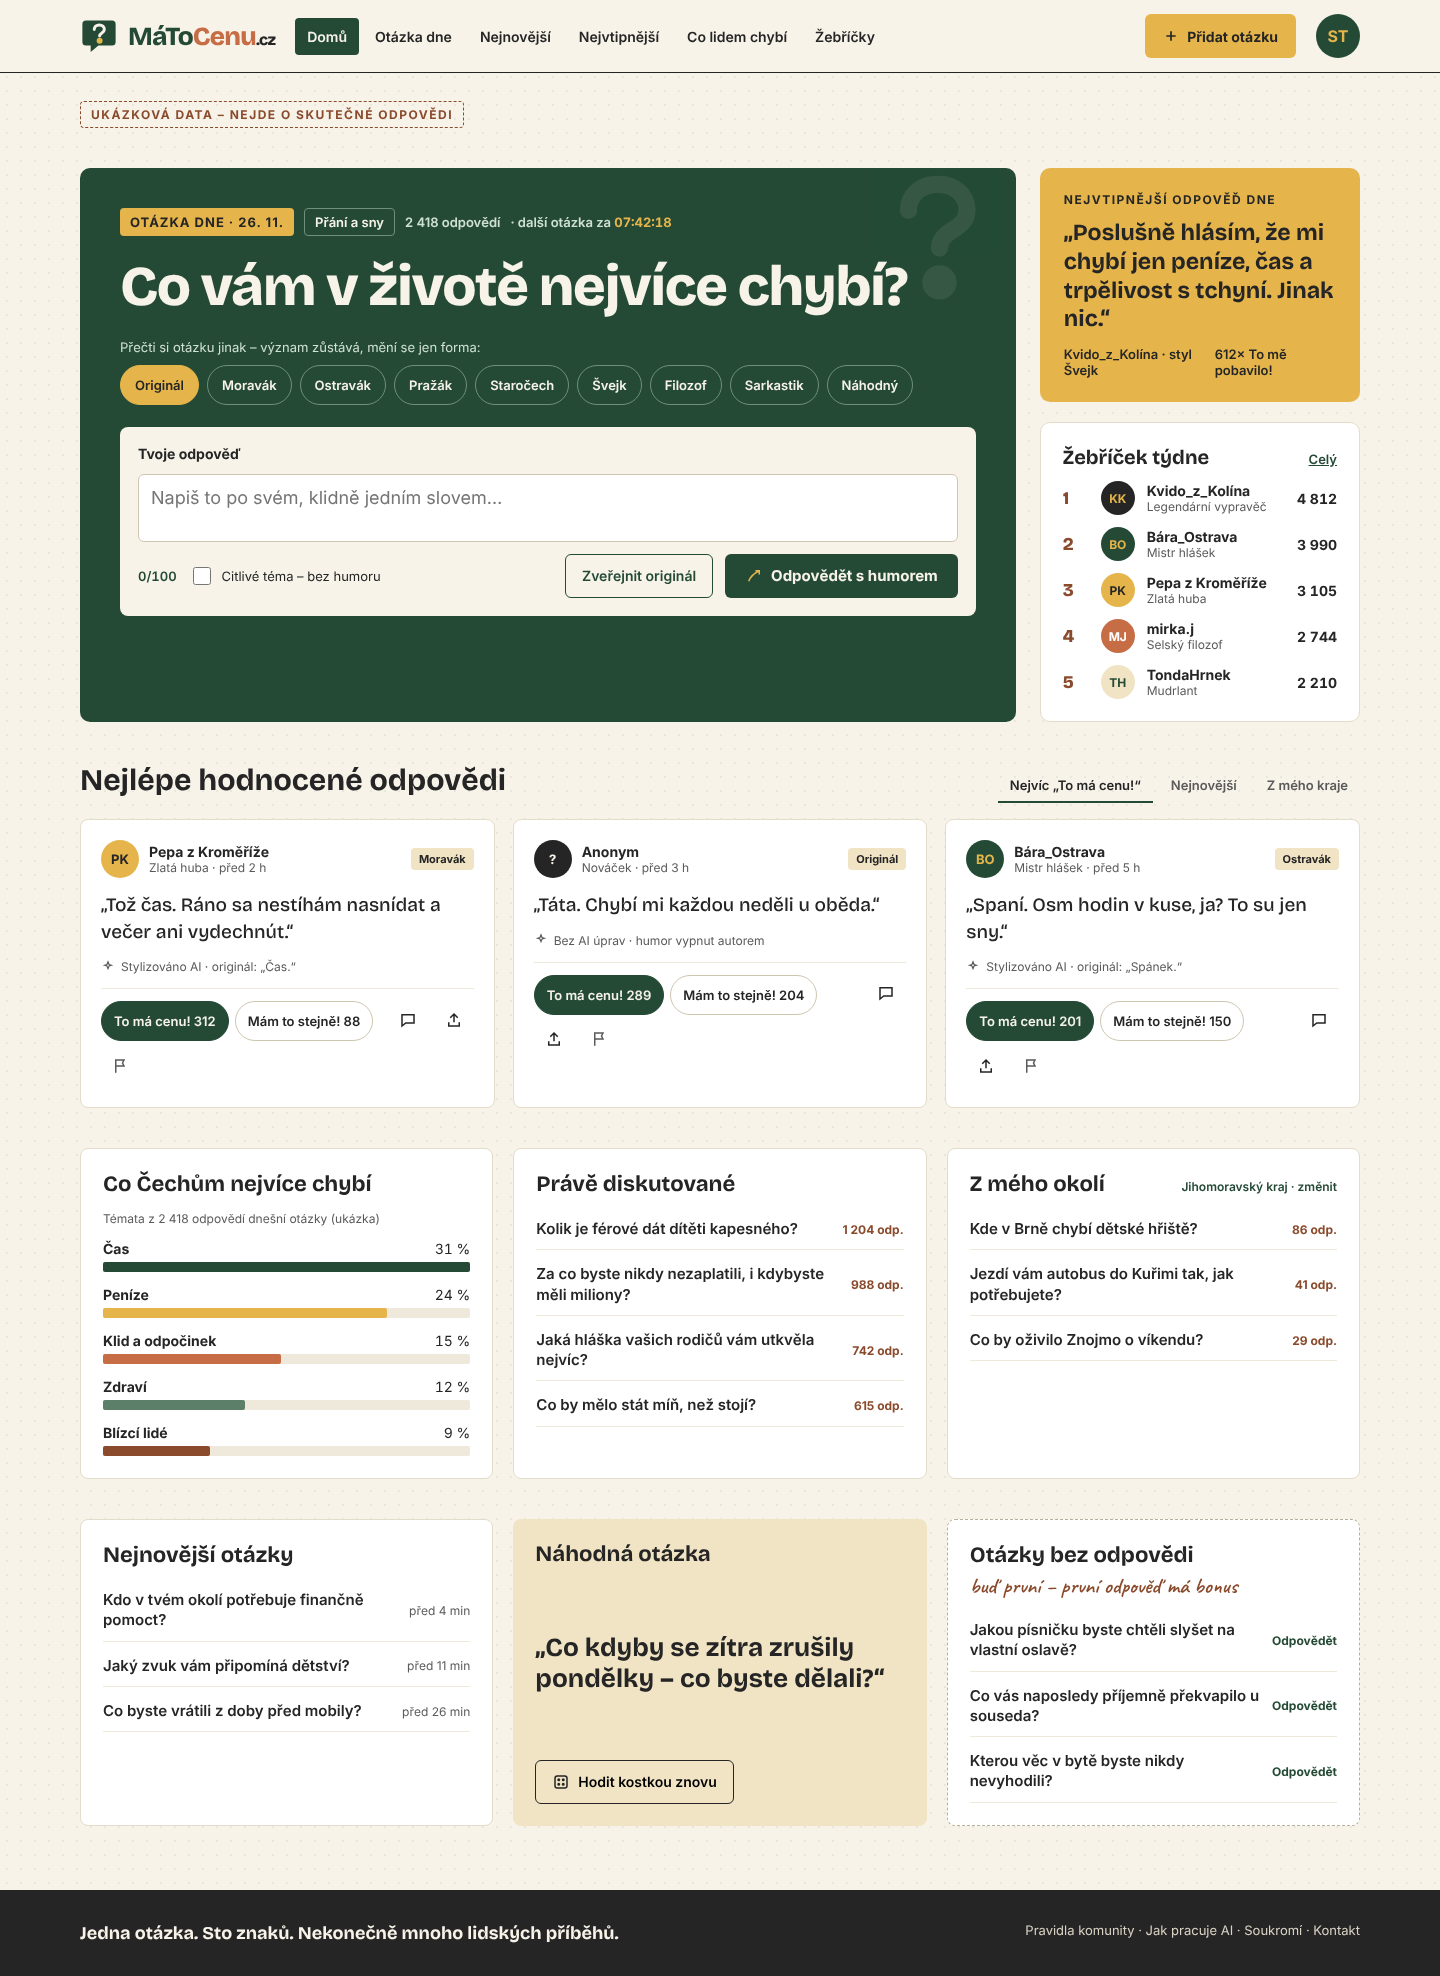 MáToCenu.cz
Domů
Otázka dne
Nejnovější
Nejvtipnější
Co lidem chybí
Žebříčky
+ Přidat otázku
ST
UKÁZKOVÁ DATA – NEJDE O SKUTEČNÉ ODPOVĚDI
OTÁZKA DNE · 26. 11.
Přání a sny
2 418 odpovědí · další otázka za 07:42:18
?
Co vám v životě nejvíce chybí?
Přečti si otázku jinak – význam zůstává, mění se jen forma:
Originál
Moravák
Ostravák
Pražák
Staročech
Švejk
Filozof
Sarkastik
Náhodný
Tvoje odpověď
Napiš to po svém, klidně jedním slovem...
0/100
Citlivé téma – bez humoru
Zveřejnit originál
Odpovědět s humorem
NEJVTIPNĚJŠÍ ODPOVĚĎ DNE
„Poslušně hlásím, že mi
chybí jen peníze, čas a
trpělivost s tchyní. Jinak
nic.“
Kvido_z_Kolína · styl
Švejk
612× To mě
pobavilo!
Žebříček týdne
Celý
1
KK
Kvido_z_Kolína
Legendární vypravěč
4 812
2
BO
Bára_Ostrava
Mistr hlášek
3 990
3
PK
Pepa z Kroměříže
Zlatá huba
3 105
4
MJ
mirka.j
Selský filozof
2 744
5
TH
TondaHrnek
Mudrlant
2 210
Nejlépe hodnocené odpovědi
Nejvíc „To má cenu!“
Nejnovější
Z mého kraje
PK
Pepa z Kroměříže
Zlatá huba · před 2 h
Moravák
„Tož čas. Ráno sa nestíhám nasnídat a
večer ani vydechnút.“
Stylizováno AI · originál: „Čas.“
To má cenu! 312
Mám to stejně! 88
?
Anonym
Nováček · před 3 h
Originál
„Táta. Chybí mi každou neděli u oběda.“
Bez AI úprav · humor vypnut autorem
To má cenu! 289
Mám to stejně! 204
BO
Bára_Ostrava
Mistr hlášek · před 5 h
Ostravák
„Spaní. Osm hodin v kuse, ja? To su jen
sny.“
Stylizováno AI · originál: „Spánek.“
To má cenu! 201
Mám to stejně! 150
Co Čechům nejvíce chybí
Témata z 2 418 odpovědí dnešní otázky (ukázka)
Čas
31 %
Peníze
24 %
Klid a odpočinek
15 %
Zdraví
12 %
Blízcí lidé
9 %
Právě diskutované
Kolik je férové dát dítěti kapesného?
1 204 odp.
Za co byste nikdy nezaplatili, i kdybyste
měli miliony?
988 odp.
Jaká hláška vašich rodičů vám utkvěla
nejvíc?
742 odp.
Co by mělo stát míň, než stojí?
615 odp.
Z mého okolí
Jihomoravský kraj · změnit
Kde v Brně chybí dětské hřiště?
86 odp.
Jezdí vám autobus do Kuřimi tak, jak
potřebujete?
41 odp.
Co by oživilo Znojmo o víkendu?
29 odp.
Nejnovější otázky
Kdo v tvém okolí potřebuje finančně
pomoct?
před 4 min
Jaký zvuk vám připomíná dětství?
před 11 min
Co byste vrátili z doby před mobily?
před 26 min
Náhodná otázka
„Co kdyby se zítra zrušily
pondělky – co byste dělali?“
Hodit kostkou znovu
Otázky bez odpovědi
buď první – první odpověď má bonus
Jakou písničku byste chtěli slyšet na
vlastní oslavě?
Odpovědět
Co vás naposledy příjemně překvapilo u
souseda?
Odpovědět
Kterou věc v bytě byste nikdy
nevyhodili?
Odpovědět
Jedna otázka. Sto znaků. Nekonečně mnoho lidských příběhů.
Pravidla komunity · Jak pracuje AI · Soukromí · Kontakt